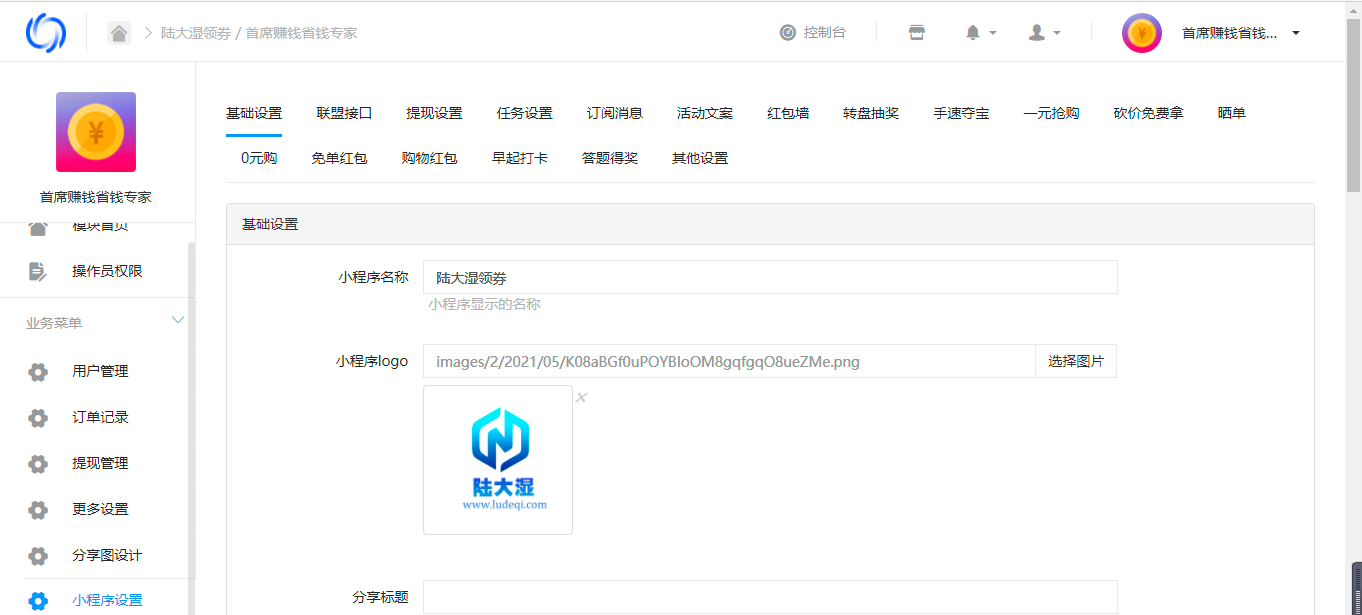 陆大湿领券 / 首席赚钱省钱专家
控制台
首席赚钱省钱...
首席赚钱省钱专家
模块首页
操作员权限
业务菜单
用户管理
订单记录
提现管理
更多设置
分享图设计
小程序设置
基础设置 联盟接口 提现设置 任务设置 订阅消息 活动文案 红包墙 转盘抽奖 手速夺宝 一元抢购 砍价免费拿 晒单
0元购 免单红包 购物红包 早起打卡 答题得奖 其他设置
基础设置
小程序名称 陆大湿领券
小程序显示的名称
小程序logo images/2/2021/05/K08aBGf0uPOYBIoOM8gqfgqO8ueZMe.png 选择图片
陆大湿
www.ludeqi.com
分享标题